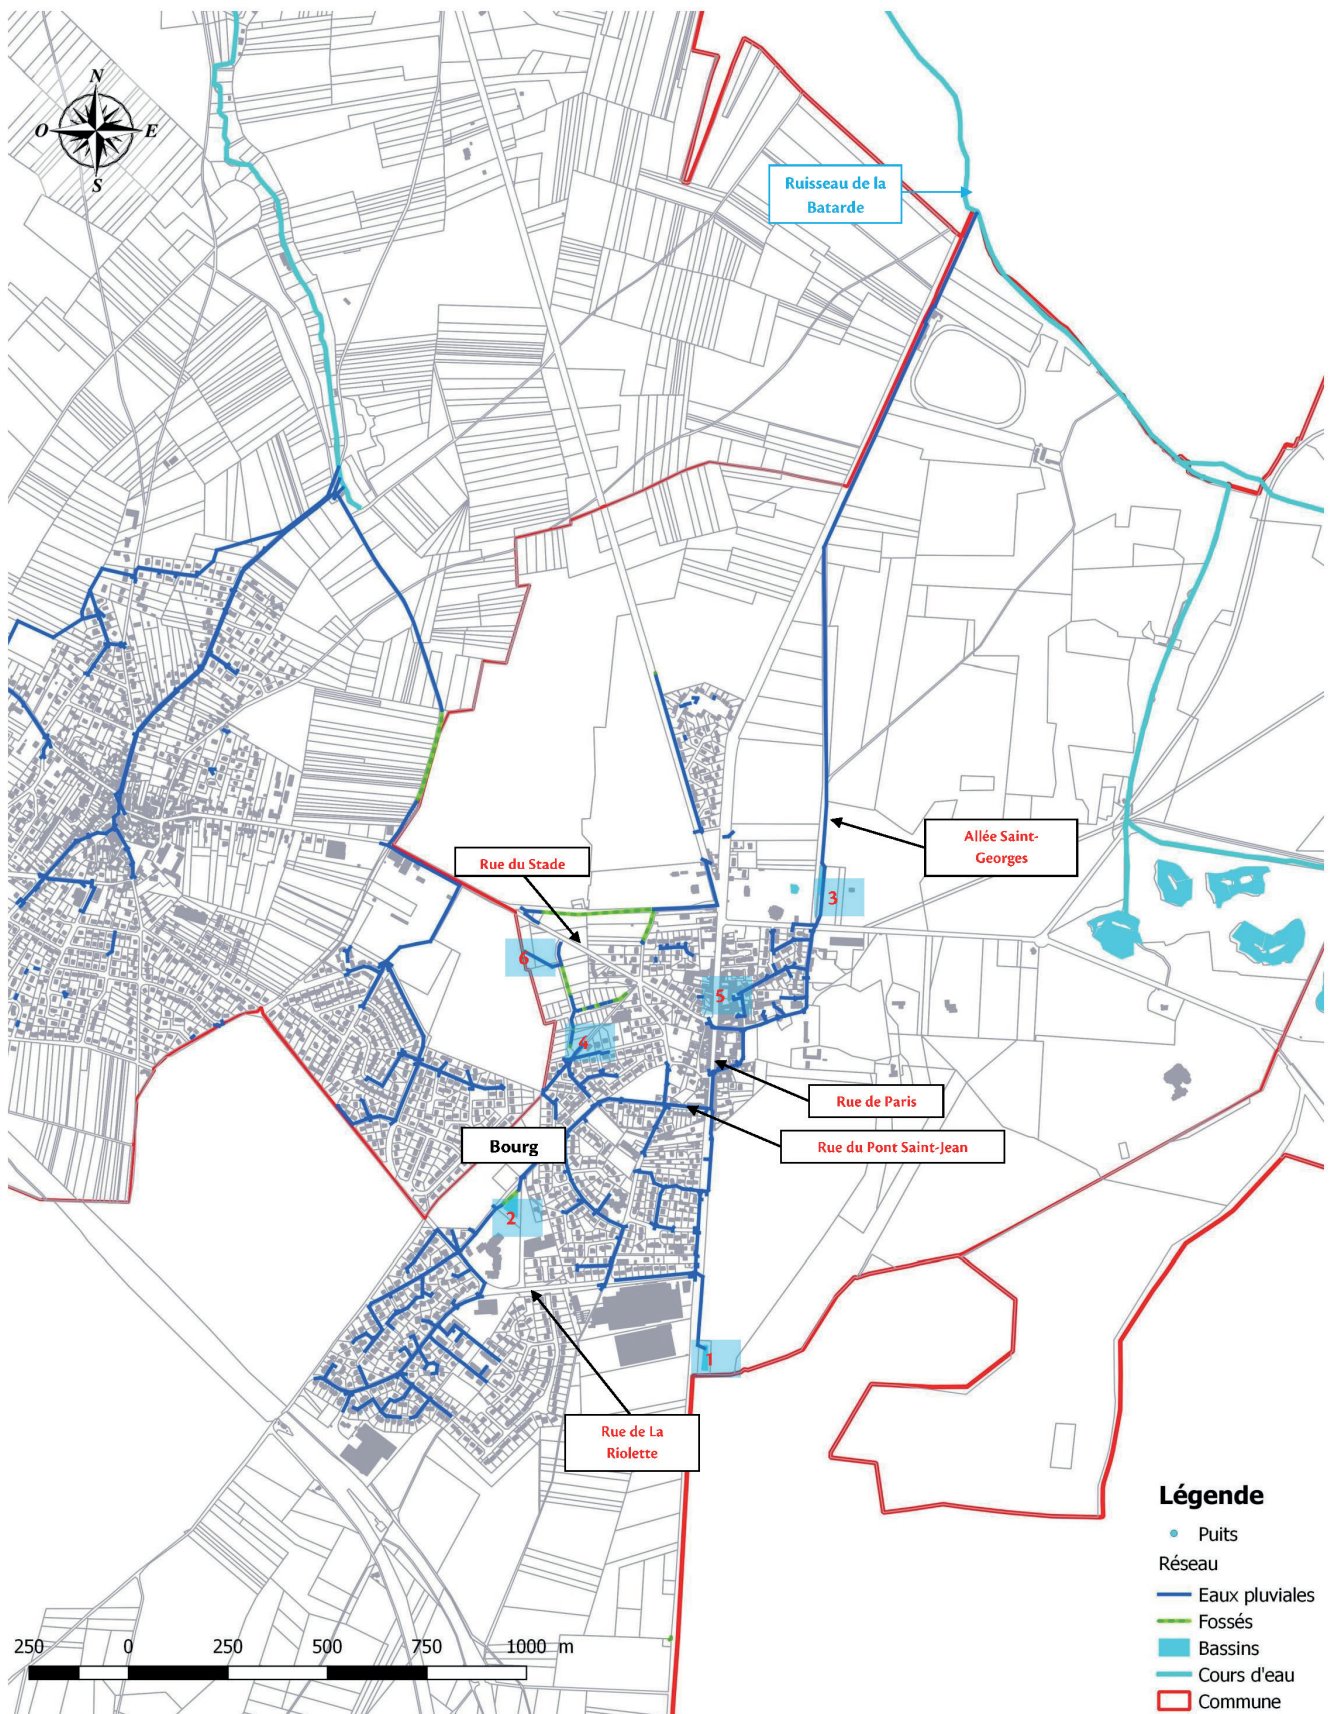 N
O
E
S
Ruisseau de la
Batarde
Allée Saint-
Georges
Rue du Stade
3
6
5
4
Rue de Paris
Rue du Pont Saint-Jean
Bourg
2
1
Rue de La
Riolette
Légende
Puits
Réseau
Eaux pluviales
Fossés
Bassins
Cours d'eau
Commune
250 0 250 500 750 1000 m